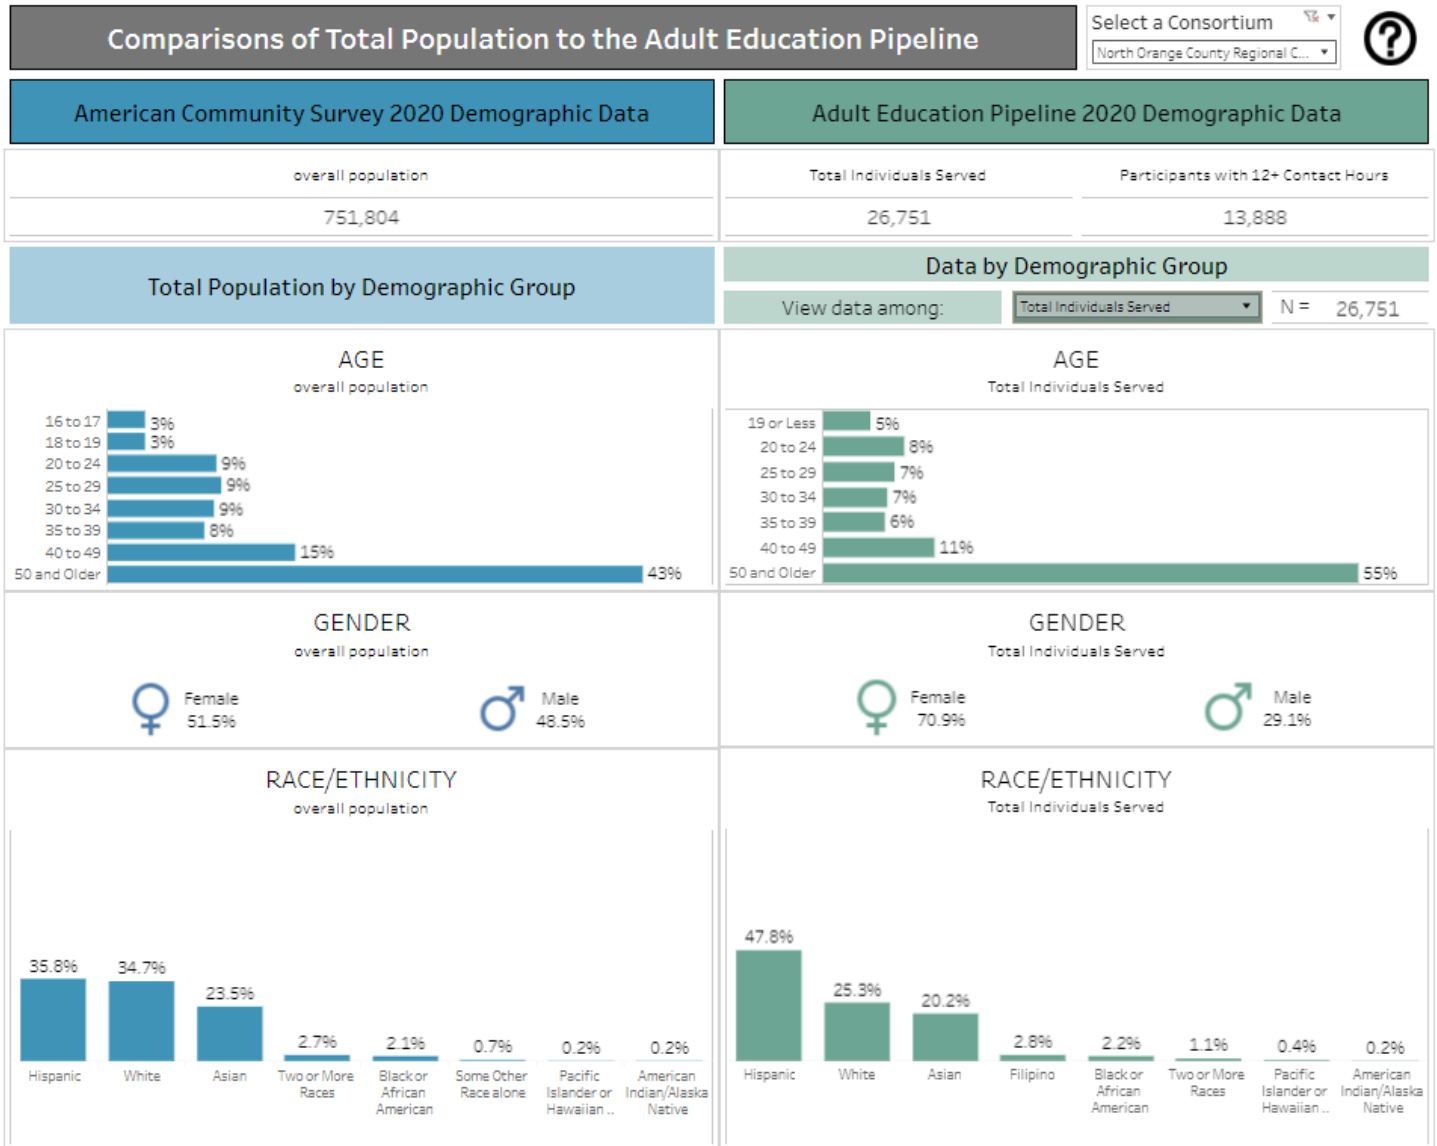 Comparisons of Total Population to the Adult Education Pipeline
Select a Consortium
North Orange County Regional C...
American Community Survey 2020 Demographic Data
Adult Education Pipeline 2020 Demographic Data
overall population
751,804
Total Individuals Served
Participants with 12+ Contact Hours
26,751
13,888
Total Population by Demographic Group
Data by Demographic Group
View data among:
Total Individuals Served
N =
26,751
AGE
overall population
16 to 17
3%
18 to 19
3%
20 to 24
9%
25 to 29
9%
30 to 34
9%
35 to 39
8%
40 to 49
15%
50 and Older
43%
AGE
Total Individuals Served
19 or Less
5%
20 to 24
8%
25 to 29
7%
30 to 34
7%
35 to 39
6%
40 to 49
11%
50 and Older
55%
GENDER
overall population
Female
51.5%
Male
48.5%
GENDER
Total Individuals Served
Female
70.9%
Male
29.1%
RACE/ETHNICITY
overall population
35.8%
34.7%
23.5%
2.7%
2.1%
0.7%
0.2%
0.2%
Hispanic
White
Asian
Two or More
Races
Black or
African
American
Some Other
Race alone
Pacific
Islander or
Hawaiian ..
American
Indian/Alaska
Native
RACE/ETHNICITY
Total Individuals Served
47.8%
25.3%
20.2%
2.8%
2.2%
1.1%
0.4%
0.2%
Hispanic
White
Asian
Filipino
Black or
African
American
Two or More
Races
Pacific
Islander or
Hawaiian ..
American
Indian/Alaska
Native